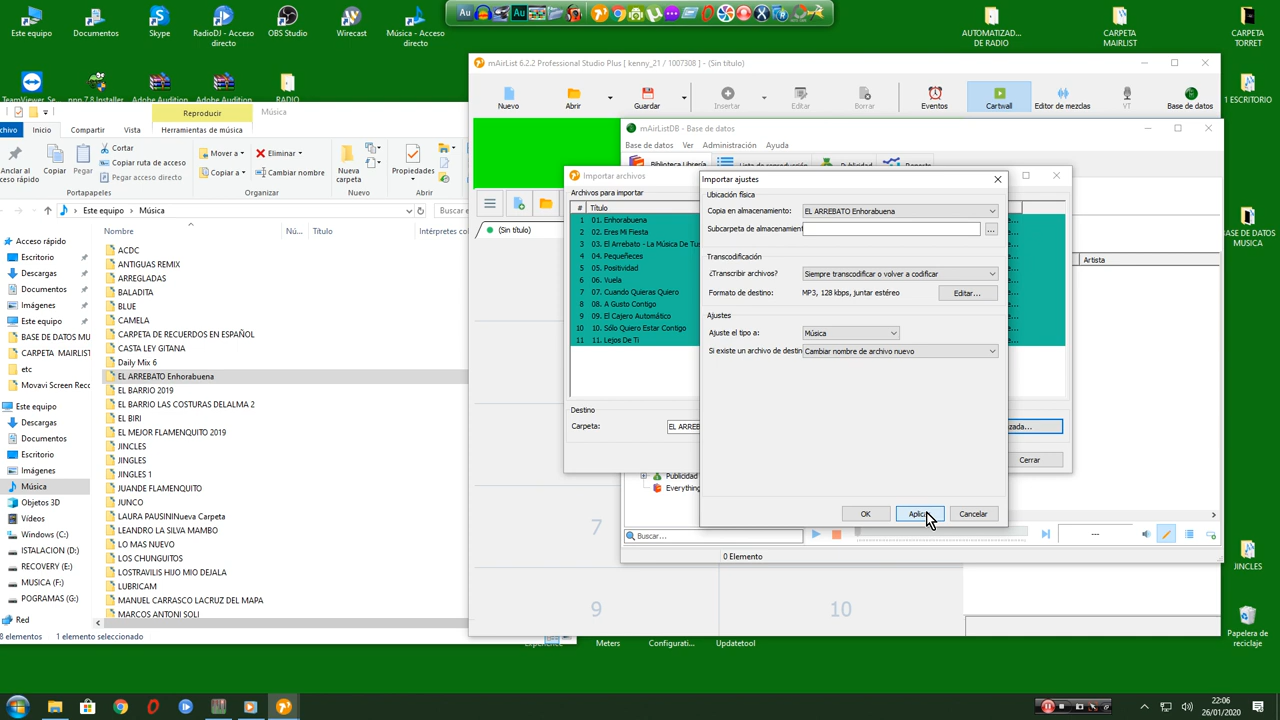 Este equipo
Documentos
Skype
RadioDJ - Acceso
directo
OBS Studio
Wirecast
Música - Acceso
directo
AUTOMATIZAD...
DE RADIO
CARPETA
MAIRLIST
CARPETA
TORRET
TeamViewer
npp.7.8.Installer
Adobe Audition
Adobe Audition
RADIO
1 ESCRITORIO
BASE DE DATOS
MUSICA
JINCLES
Papelera de
reciclaje
Reproducir
Música
Archivo
Inicio
Compartir
Vista
Herramientas de música
Anclar al
acceso rápido
Copiar
Pegar
Cortar
Copiar ruta de acceso
Pegar acceso directo
Portapapeles
Mover a
Copiar a
Eliminar
Cambiar nombre
Organizar
Nueva
carpeta
Nuevo
Propiedades
Abrir
Este equipo > Música
Buscar e
Nombre
Nú...
Título
Intérpretes co
Acceso rápido
Escritorio
Descargas
Documentos
Imágenes
Este equipo
BASE DE DATOS MU
CARPETA MAIRLIST
etc
Movavi Screen Rec
Este equipo
Descargas
Documentos
Escritorio
Imágenes
Música
Objetos 3D
Vídeos
Windows (C:)
ISTALACION (D:)
RECOVERY (E:)
MUSICA (F:)
POGRAMAS (G:)
Red
ACDC
ANTIGUAS REMIX
ARREGLADAS
BALADITA
BLUE
CAMELA
CARPETA DE RECUERDOS EN ESPAÑOL
CASTA LEY GITANA
Daily Mix 6
EL ARREBATO Enhorabuena
EL BARRIO 2019
EL BARRIO LAS COSTURAS DELALMA 2
EL BIRI
EL MEJOR FLAMENQUITO 2019
JINCLES
JINGLES
JINGLES 1
JUANDE FLAMENQUITO
JUNCO
LAURA PAUSININueva Carpeta
LEANDRO LA SILVA MAMBO
LO MAS NUEVO
LOS CHUNGUITOS
LOSTRAVILIS HIJO MIO DEJALA
LUBRICAM
MANUEL CARRASCO LACRUZ DEL MAPA
MARCOS ANTONI SOLI
8 elementos
1 elemento seleccionado
mAirList 6.2.2 Professional Studio Plus [ kenny_21 / 1007308 ] - (Sin título)
Nuevo
Abrir
Guardar
Insertar
Editar
Borrar
Eventos
Cartwall
Editor de mezclas
VT
Base de datos
(Sin título)
7
9
10
mAirListDB - Base de datos
Base de datos
Ver
Administración
Ayuda
Artista
Publicidad
Buscar...
---
0 Elemento
Importar archivos
Archivos para importar
#
Título
1 01. Enhorabuena
2 02. Eres Mi Fiesta
3 03. El Arrebato - La Música De Tus
4 04. Pequeñeces
5 05. Positividad
6 06. Vuela
7 07. Cuando Quieras Quiero
8 08. A Gusto Contigo
9 09. El Cajero Automático
10 10. Sólo Quiero Estar Contigo
11 11. Lejos De Ti
Destino
Carpeta:
EL ARREB
zada...
Cerrar
Importar ajustes
Ubicación física
Copia en almacenamiento:
EL ARREBATO Enhorabuena
Subcarpeta de almacenamient
...
Transcodificación
¿Transcribir archivos?
Siempre transcodificar o volver a codificar
Formato de destino:
MP3, 128 kbps, juntar estéreo
Editar...
Ajustes
Ajuste el tipo a:
Música
Si existe un archivo de destin
Cambiar nombre de archivo nuevo
OK
Aplicar
Cancelar
Experience
Meters
Configurati...
Updatetool
22:06
26/01/2020